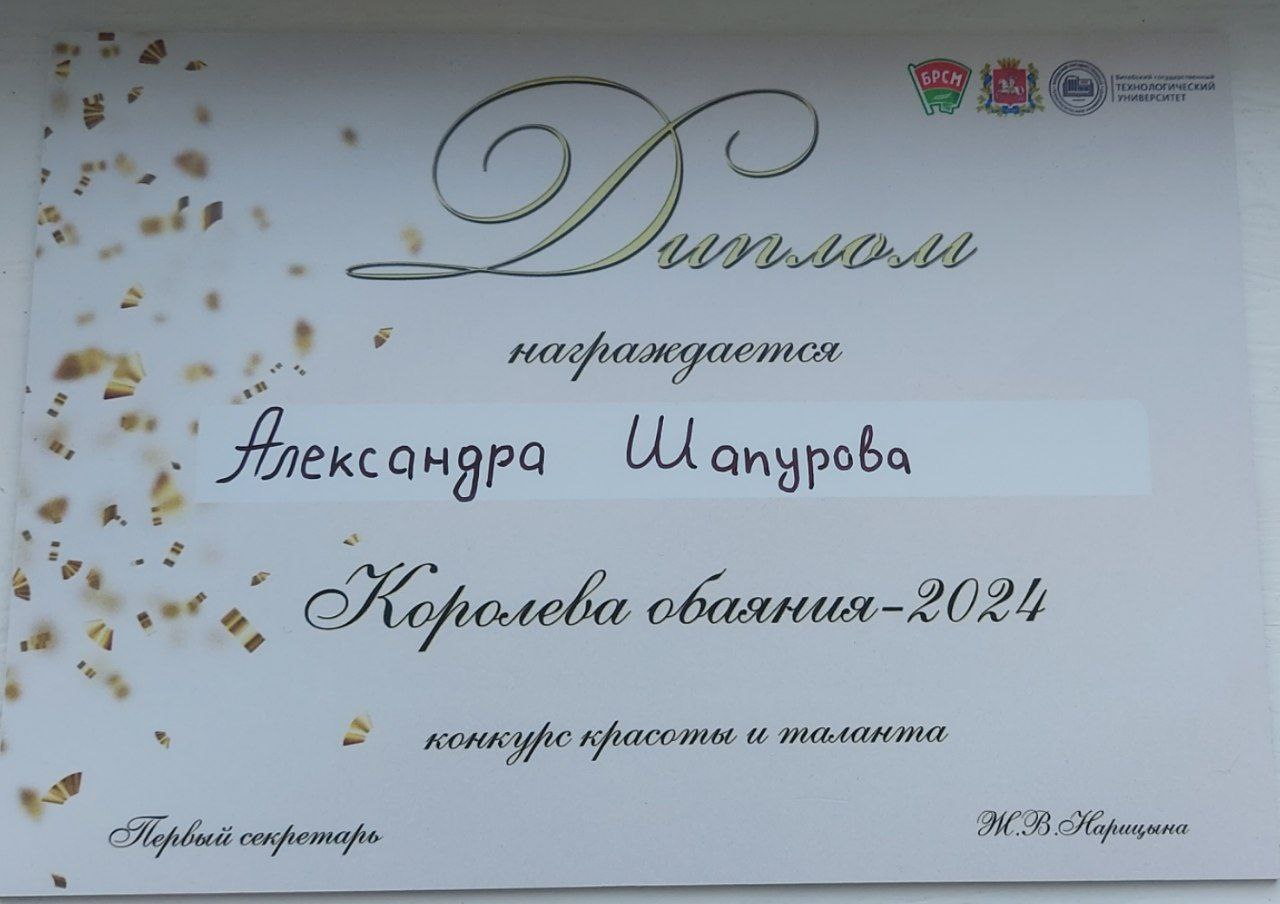 БРСМ
Витебский государственный
ТЕХНОЛОГИЧЕСКИЙ
УНИВЕРСИТЕТ
Диплом
награждается
Александра Шапурова
Королева обаяния-2024
конкурс красоты и таланта
Первый секретарь
Ж.В.Нарицына